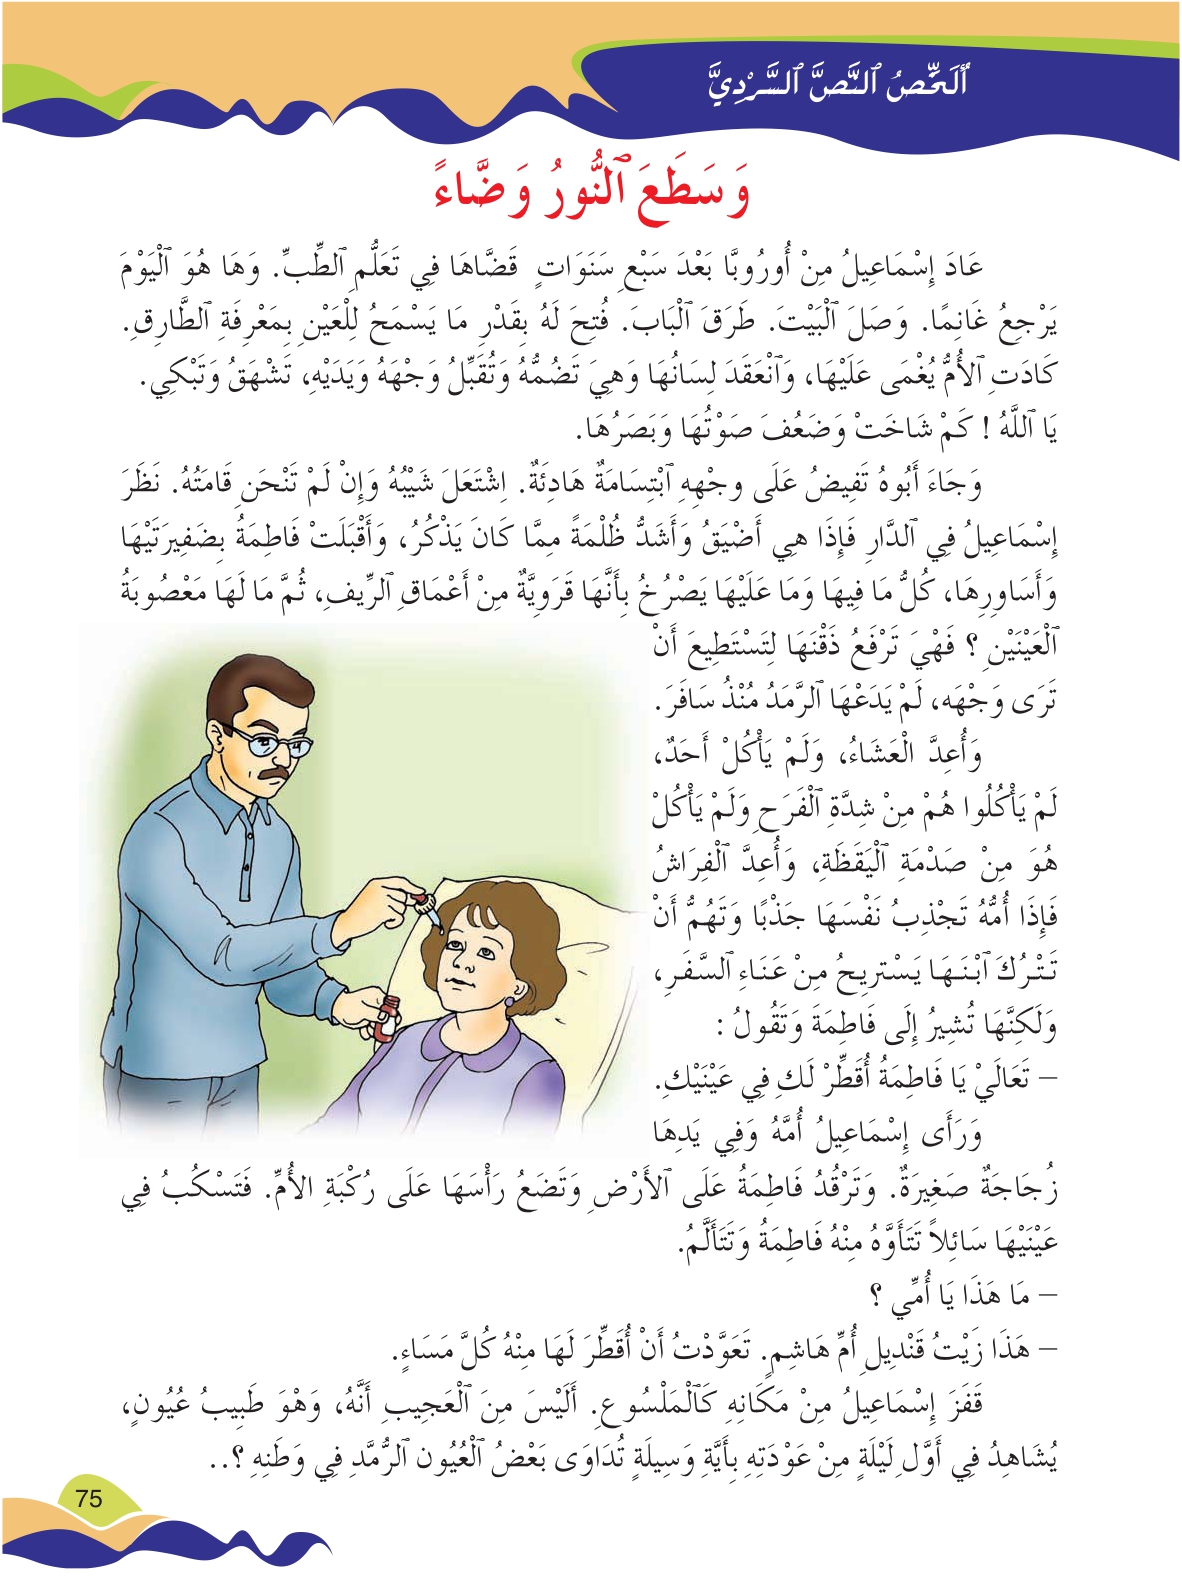 أُلَخِّصُ ٱلنَّصَّ ٱلسَّرْدِيَّ
وَسَطَعَ ٱلنُّورُ وَضَّاءً
عَادَ إِسْمَاعِيلُ مِنْ أُورُوبَّا بَعْدَ سَبْعِ سَنَوَاتٍ قَضَّاهَا فِي تَعَلُّمِ ٱلطِّبِّ. وَهَا هُوَ ٱلْيَوْمَ
يَرْجِعُ غَانِمًا. وَصَلَ ٱلْبَيْتَ. طَرَقَ ٱلْبَابَ. فُتِحَ لَهُ بِقَدْرِ مَا يَسْمَحُ لِلْعَيْنِ بِمَعْرِفَةِ ٱلطَّارِقِ.
كَادَتِ ٱلأُمُّ يُغْمَى عَلَيْهَا، وَٱنْعَقَدَ لِسَانُهَا وَهِيَ تَضُمُّهُ وَتُقَبِّلُ وَجْهَهُ وَيَدَيْهِ، تَشْهَقُ وَتَبْكِي.
يَا ٱللَّهُ ! كَمْ شَاخَتْ وَضَعُفَ صَوْتُهَا وَبَصَرُهَا.
وَجَاءَ أَبُوهُ تَفِيضُ عَلَى وجْهِهِ ٱبْتِسَامَةٌ هَادِئَةٌ. اِشْتَعَلَ شَيْبُهُ وَإِنْ لَمْ تَنْحَنِ قَامَتُهُ. نَظَرَ
إِسْمَاعِيلُ فِي ٱلدَّارِ فَإِذَا هِي أَضْيَقُ وَأَشَدُّ ظُلْمَةً مِمَّا كَانَ يَذْكُرُ، وَأَقْبَلَتْ فَاطِمَةُ بِضَفِيرَتَيْهَا
وَأَسَاوِرِهَا، كُلُّ مَا فِيهَا وَمَا عَلَيْهَا يَصْرُخُ بِأَنَّهَا قَرَوِيَّةٌ مِنْ أَعْمَاقِ ٱلرِّيفِ، ثُمَّ مَا لَهَا مَعْصُوبَةُ
ٱلْعَيْنَيْنِ ؟ فَهْيَ تَرْفَعُ ذَقْنَهَا لِتَسْتَطِيعَ أَنْ
تَرَى وَجْهَه، لَمْ يَدَعْهَا ٱلرَّمَدُ مُنْذُ سَافَرَ.
وَأُعِدَّ الْعَشَاءُ، وَلَمْ يَأْكُلْ أَحَدٌ،
لَمْ يَأْكُلُوا هُمْ مِنْ شِدَّةِ ٱلْفَرَحِ وَلَمْ يَأْكُلْ
هُوَ مِنْ صَدْمَةِ ٱلْيَقَظَةِ، وَأُعِدَّ ٱلْفِرَاشُ
فَإِذَا أُمُّهُ تَجْذِبُ نَفْسَهَا جَذْبًا وَتَهُمُّ أَنْ
تَتْرُكَ ٱبْنَهَا يَسْتَرِيحُ مِنْ عَنَاءِ ٱلسَّفَرِ،
وَلَكِنَّهَا تُشِيرُ إِلَى فَاطِمَةَ وَتَقُولُ :
– تَعَالَيْ يَا فَاطِمَةُ أُقَطِّرْ لَكِ فِي عَيْنَيْكِ.
وَرَأَى إِسْمَاعِيلُ أُمَّهُ وَفِي يَدِهَا
زُجَاجَةٌ صَغِيرَةٌ. وَتَرْقُدُ فَاطِمَةُ عَلَى ٱلأَرْضِ وَتَضَعُ رَأْسَهَا عَلَى رُكْبَةِ الأُمِّ. فَتَسْكُبُ فِي
عَيْنَيْهَا سَائِلاً تَتَأَوَّهُ مِنْهُ فَاطِمَةُ وَتَتَأَلَّمُ.
– مَا هَذَا يَا أُمِّي ؟
– هَذَا زَيْتُ قَنْدِيلِ أُمِّ هَاشِمٍ. تَعَوَّدْتُ أَنْ أُقَطِّرَ لَهَا مِنْهُ كُلَّ مَسَاءٍ.
قَفَزَ إِسْمَاعِيلُ مِنْ مَكَانِهِ كَٱلْمَلْسُوعِ. أَلَيْسَ مِنَ ٱلْعَجِيبِ أَنَّهُ، وَهْوَ طَبِيبُ عُيُونٍ،
يُشَاهِدُ فِي أَوَّلِ لَيْلَةٍ مِنْ عَوْدَتِهِ بِأَيَّةِ وَسِيلَةٍ تُدَاوَى بَعْضُ ٱلْعُيُون ٱلرُّمَّدِ فِي وَطَنِهِ ؟..
75